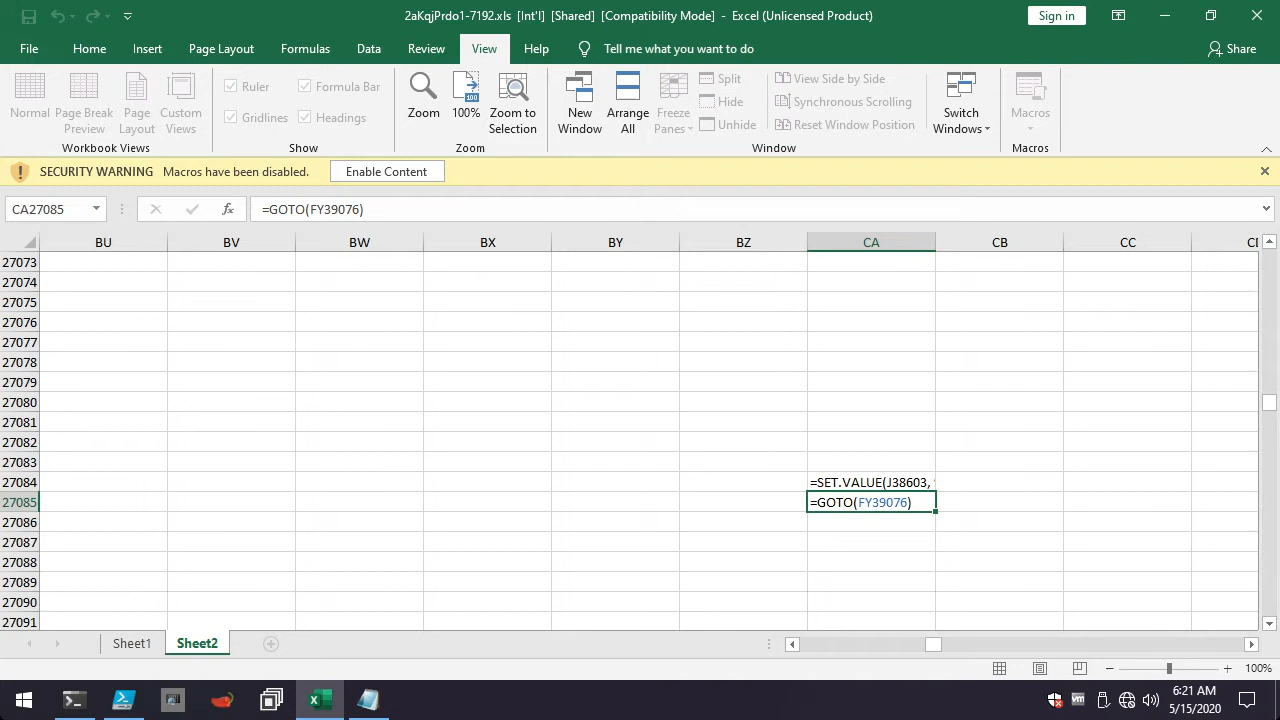 2aKqjPrdo1-7192.xls [Int'l] [Shared] [Compatibility Mode] - Excel (Unlicensed Product)
Sign in
File Home Insert Page Layout Formulas Data Review View Help Tell me what you want to do Share
Normal
Page Break Preview
Page Layout
Custom Views
Workbook Views
Ruler
Formula Bar
Gridlines
Headings
Show
Zoom
100%
100
Zoom to Selection
Zoom
New Window
Arrange All
Freeze Panes
Split
Hide
Unhide
View Side by Side
Synchronous Scrolling
Reset Window Position
Window
Switch Windows
Macros
Macros
SECURITY WARNING Macros have been disabled. Enable Content
CA27085 fx =GOTO(FY39076)
BU BV BW BX BY BZ CA CB CC
27073
27074
27075
27076
27077
27078
27079
27080
27081
27082
27083
27084 =SET.VALUE(J38603,
27085 =GOTO(FY39076)
27086
27087
27088
27089
27090
27091
Sheet1 Sheet2
100%
vm
6:21 AM
5/15/2020